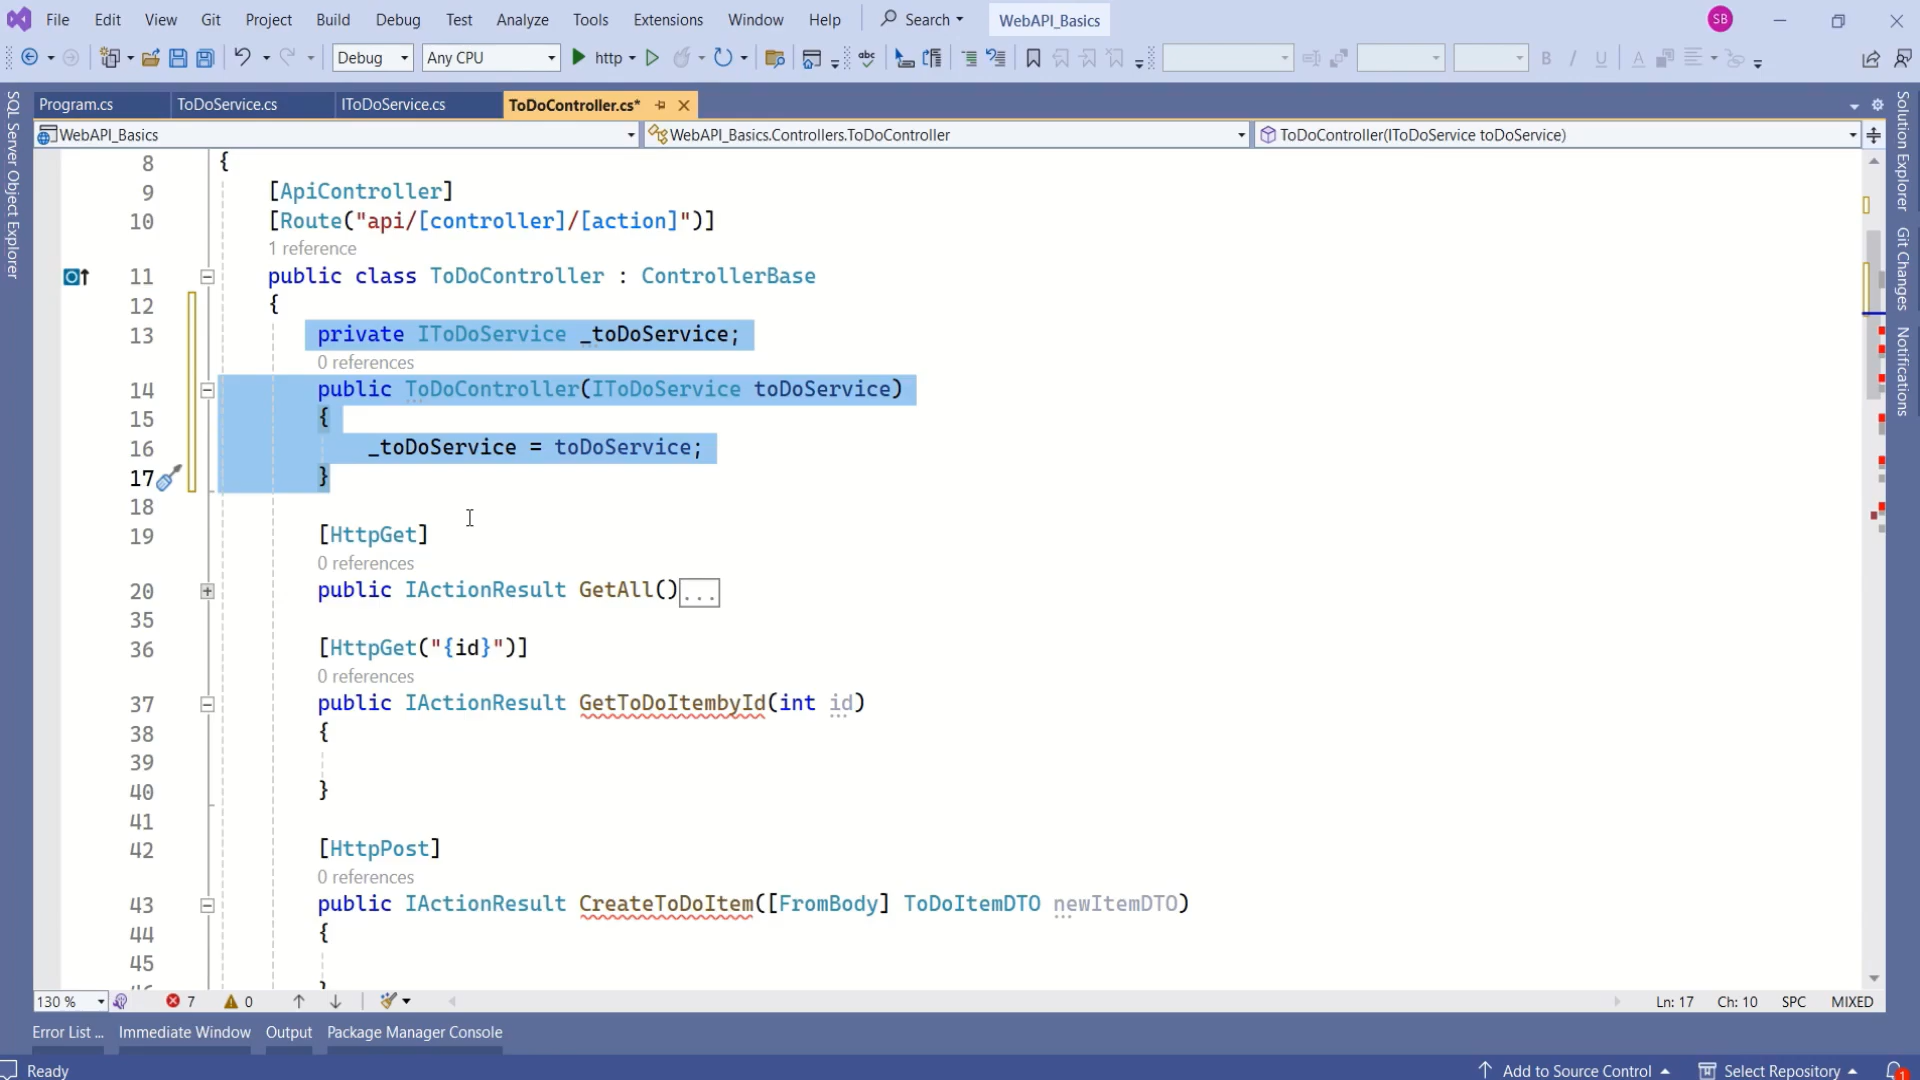 File Edit View Git Project Build Debug Test Analyze Tools Extensions Window Help Search WebAPI_Basics SB
Debug Any CPU http
Program.cs ToDoService.cs IToDoService.cs ToDoController.cs*
WebAPI_Basics WebAPI_Basics.Controllers.ToDoController ToDoController(IToDoService toDoService)
SQL Server Object Explorer
Solution Explorer
Git Changes
Notifications
8 {
9 [ApiController]
10 [Route("api/[controller]/[action]")]
1 reference
11 public class ToDoController : ControllerBase
12 {
13 private IToDoService _toDoService;
0 references
14 public ToDoController(IToDoService toDoService)
15 {
16 _toDoService = toDoService;
17 }
18
19 [HttpGet]
0 references
20 public IActionResult GetAll()...
35
36 [HttpGet("{id}")]
0 references
37 public IActionResult GetToDoItembyId(int id)
38 {
39
40 }
41
42 [HttpPost]
0 references
43 public IActionResult CreateToDoItem([FromBody] ToDoItemDTO newItemDTO)
44 {
45
130 % 7 0 Ln: 17 Ch: 10 SPC MIXED
Error List ... Immediate Window Output Package Manager Console
Ready Add to Source Control Select Repository 1